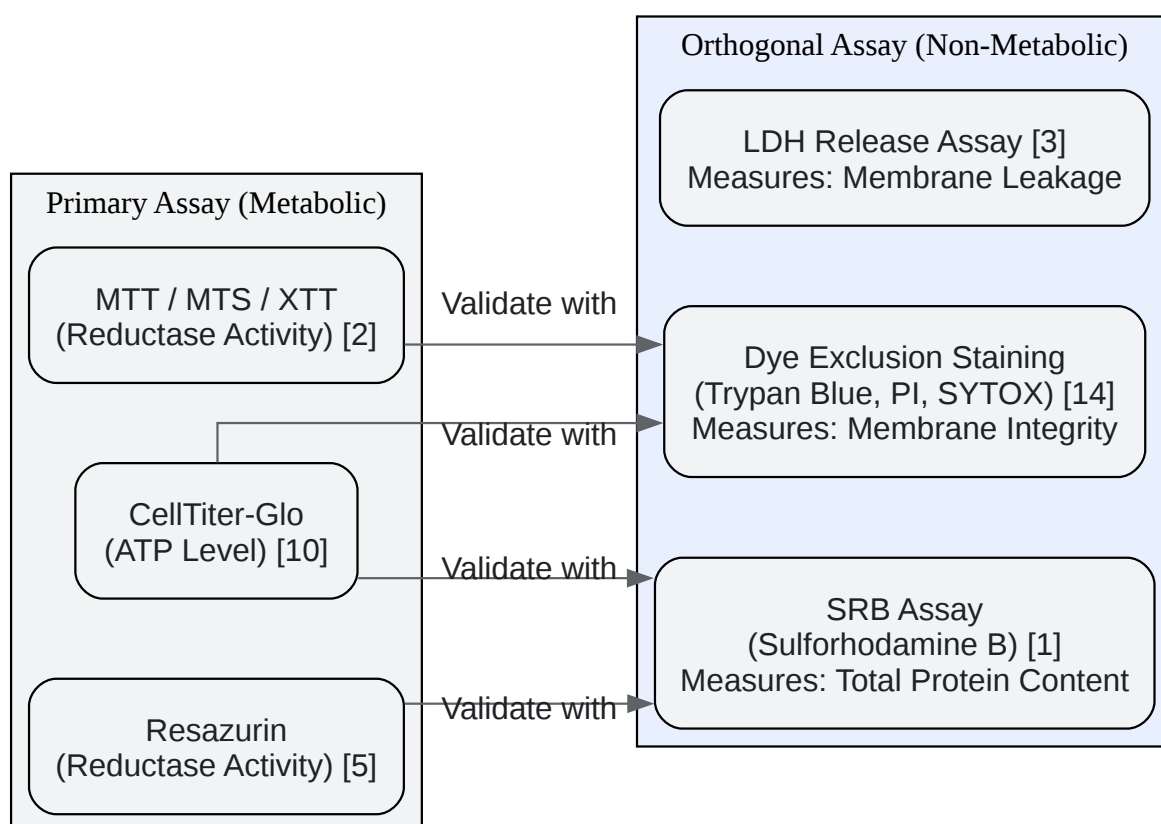 Primary Assay (Metabolic)
MTT / MTS / XTT
(Reductase Activity) [2]
CellTiter-Glo
(ATP Level) [10]
Resazurin
(Reductase Activity) [5]
Validate with
Validate with
Validate with
Validate with
Orthogonal Assay (Non-Metabolic)
LDH Release Assay [3]
Measures: Membrane Leakage
Dye Exclusion Staining
(Trypan Blue, PI, SYTOX) [14]
Measures: Membrane Integrity
SRB Assay
(Sulforhodamine B) [1]
Measures: Total Protein Content